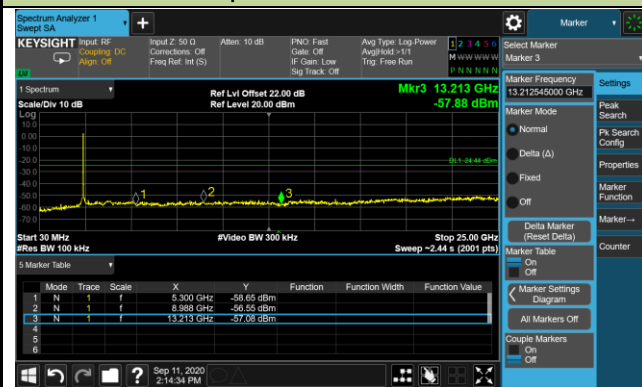 Spectrum Analyzer 1
Swept SA
Marker
KEYSIGHT
Input: RF
Coupling: DC
Align: Off
Input Z: 50 Ω
Corrections: Off
Freq Ref: Int (S)
Atten: 10 dB
PNO: Fast
Gate: Off
IF Gain: Low
Sig Track: Off
Avg Type: Log-Power
Avg|Hold:>1/1
Trig: Free Run
1 2 3 4 5 6
M W W W W W
P N N N N N
Select Marker
Marker 3
1 Spectrum
Scale/Div 10 dB
Ref Lvl Offset 22.00 dB
Ref Level 20.00 dBm
Mkr3 13.213 GHz
-57.88 dBm
Log
10.0
0.00
-10.0
-20.0
-30.0
-40.0
-50.0
-60.0
-70.0
DL1 -24.44 dBm
1
2
3
Start 30 MHz
#Res BW 100 kHz
#Video BW 300 kHz
Stop 25.00 GHz
Sweep ~2.44 s (2001 pts)
5 Marker Table
Mode Trace Scale X Y Function Function Width Function Value
1 N 1 f 5.300 GHz -58.65 dBm
2 N 1 f 8.988 GHz -56.55 dBm
3 N 1 f 13.213 GHz -57.08 dBm
4
5
6
Marker Frequency
13.212545000 GHz
Marker Mode
Normal
Delta (Δ)
Fixed
Off
Delta Marker
(Reset Delta)
Marker Table
On
Off
Marker Settings
Diagram
All Markers Off
Couple Markers
On
Off
Settings
Peak
Search
Pk Search
Config
Properties
Marker
Function
Marker→
Counter
Sep 11, 2020
2:14:34 PM